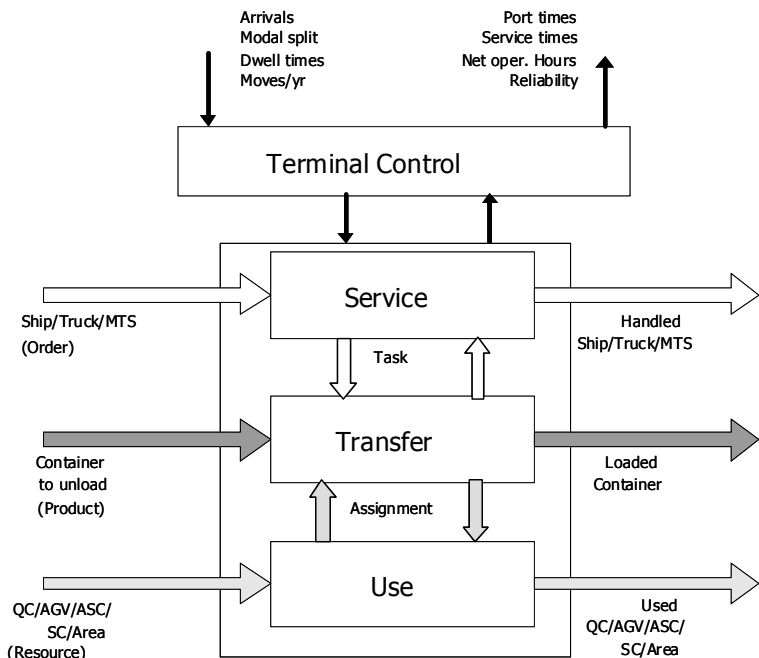 Arrivals
Modal split
Dwell times
Moves/yr
Port times
Service times
Net oper. Hours
Reliability
Terminal Control
Service
Ship/Truck/MTS
(Order)
Handled
Ship/Truck/MTS
Task
Transfer
Container
to unload
(Product)
Loaded
Container
Assignment
Use
QC/AGV/ASC/
SC/Area
(Resource)
Used
QC/AGV/ASC/
SC/Area